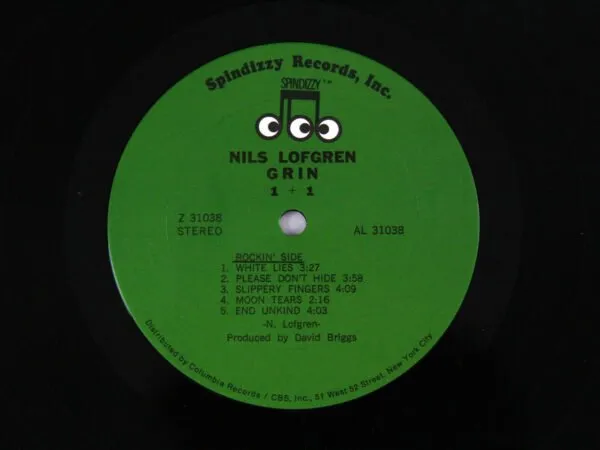 Spindizzy Records, Inc.
SPINDIZZY™
NILS LOFGREN
GRIN
1 + 1
Z 31038
STEREO
AL 31038
ROCKIN' SIDE
1. WHITE LIES 3:27
2. PLEASE DON'T HIDE 3:58
3. SLIPPERY FINGERS 4:09
4. MOON TEARS 2:16
5. END UNKIND 4:03
-N. Lofgren-
Produced by David Briggs
Distributed by Columbia Records / CBS, Inc., 51 West 52 Street, New York City